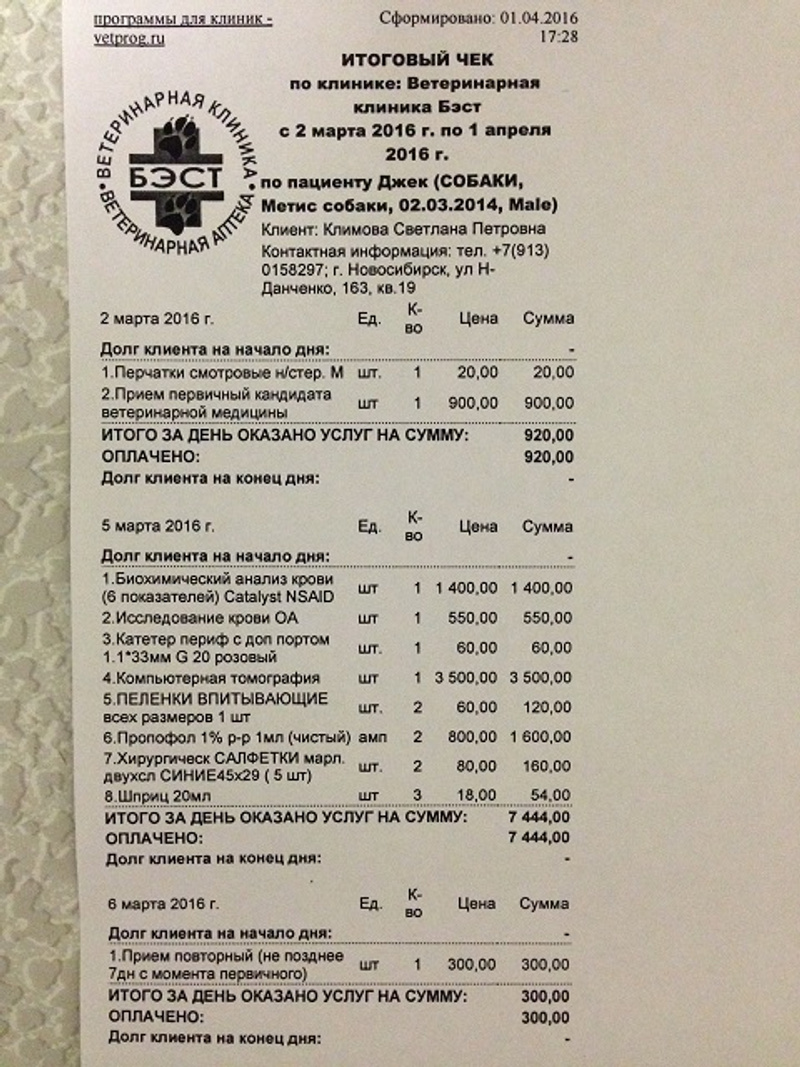 программы для клиник - vetprog.ru
Сформировано: 01.04.2016 17:28
ИТОГОВЫЙ ЧЕК
по клинике: Ветеринарная
клиника Бэст
с 2 марта 2016 г. по 1 апреля
2016 г.
ВЕТЕРИНАРНАЯ КЛИНИКА
БЭСТ
ВЕТЕРИНАРНАЯ АПТЕКА
по пациенту Джек (СОБАКИ,
Метис собаки, 02.03.2014, Male)
Клиент: Климова Светлана Петровна
Контактная информация: тел. +7(913)
0158297; г. Новосибирск, ул Н-
Данченко, 163, кв.19
2 марта 2016 г. Ед. К-во Цена Сумма
Долг клиента на начало дня: -
1.Перчатки смотровые н/стер. М шт. 1 20,00 20,00
2.Прием первичный кандидата
ветеринарной медицины шт 1 900,00 900,00
ИТОГО ЗА ДЕНЬ ОКАЗАНО УСЛУГ НА СУММУ: 920,00
ОПЛАЧЕНО: 920,00
Долг клиента на конец дня: -
5 марта 2016 г. Ед. К-во Цена Сумма
Долг клиента на начало дня: -
1.Биохимический анализ крови
(6 показателей) Catalyst NSAID шт 1 1 400,00 1 400,00
2.Исследование крови ОА шт 1 550,00 550,00
3.Катетер периф с доп портом
1.1*33мм G 20 розовый шт. 1 60,00 60,00
4.Компьютерная томография шт 1 3 500,00 3 500,00
5.ПЕЛЕНКИ ВПИТЫВАЮЩИЕ
всех размеров 1 шт шт. 2 60,00 120,00
6.Пропофол 1% р-р 1мл (чистый) амп 2 800,00 1 600,00
7.Хирургическ САЛФЕТКИ марл.
двухсл СИНИЕ45х29 ( 5 шт) шт. 2 80,00 160,00
8.Шприц 20мл шт 3 18,00 54,00
ИТОГО ЗА ДЕНЬ ОКАЗАНО УСЛУГ НА СУММУ: 7 444,00
ОПЛАЧЕНО: 7 444,00
Долг клиента на конец дня: -
6 марта 2016 г. Ед. К-во Цена Сумма
Долг клиента на начало дня: -
1.Прием повторный (не позднее
7дн с момента первичного) шт 1 300,00 300,00
ИТОГО ЗА ДЕНЬ ОКАЗАНО УСЛУГ НА СУММУ: 300,00
ОПЛАЧЕНО: 300,00
Долг клиента на конец дня: -